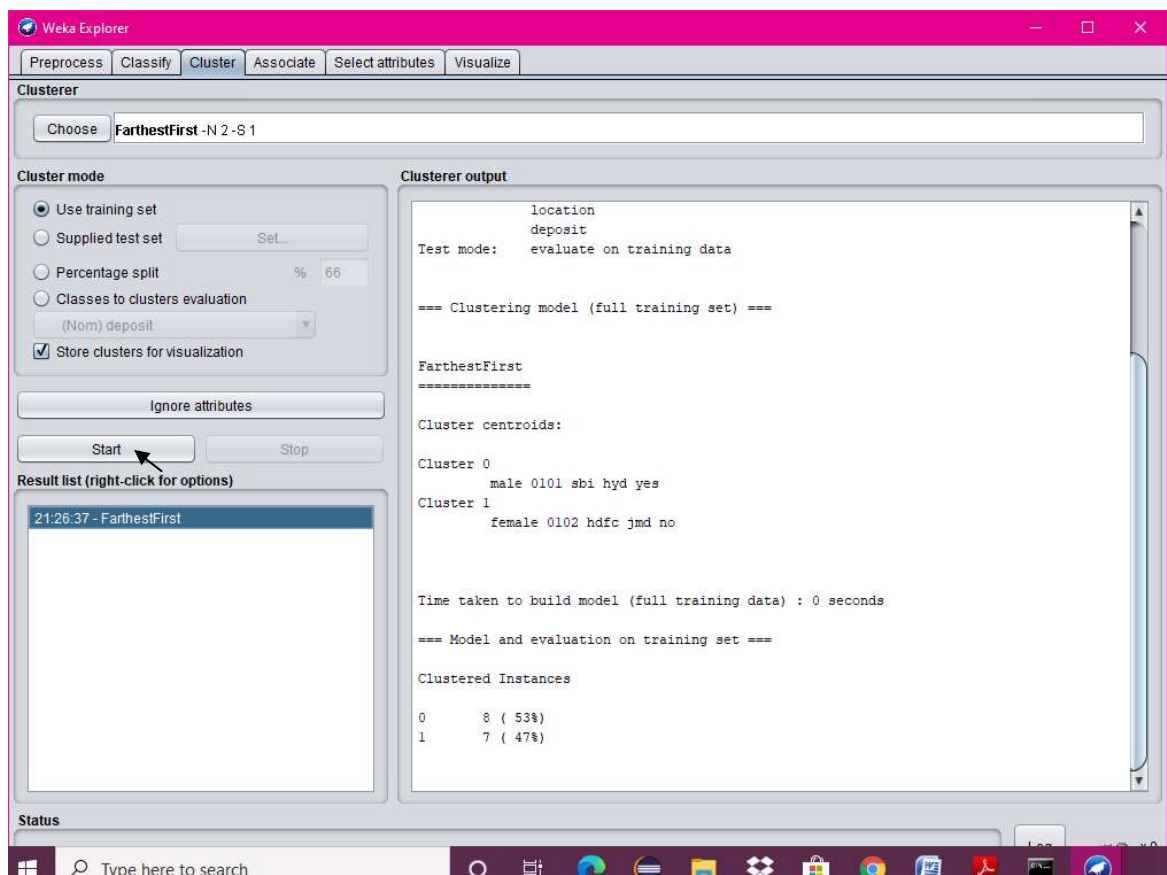 Weka Explorer
Preprocess Classify Cluster Associate Select attributes Visualize
Clusterer
Choose FarthestFirst -N 2 -S 1
Cluster mode
Use training set
Supplied test set Set...
Percentage split % 66
Classes to clusters evaluation
(Nom) deposit
Store clusters for visualization
Ignore attributes
Start Stop
Result list (right-click for options)
21:26:37 - FarthestFirst
Clusterer output
location
deposit
Test mode: evaluate on training data
=== Clustering model (full training set) ===
FarthestFirst
==============
Cluster centroids:
Cluster 0
male 0101 sbi hyd yes
Cluster 1
female 0102 hdfc jmd no
Time taken to build model (full training data) : 0 seconds
=== Model and evaluation on training set ===
Clustered Instances
0 8 ( 53%)
1 7 ( 47%)
Status
Log
Type here to search